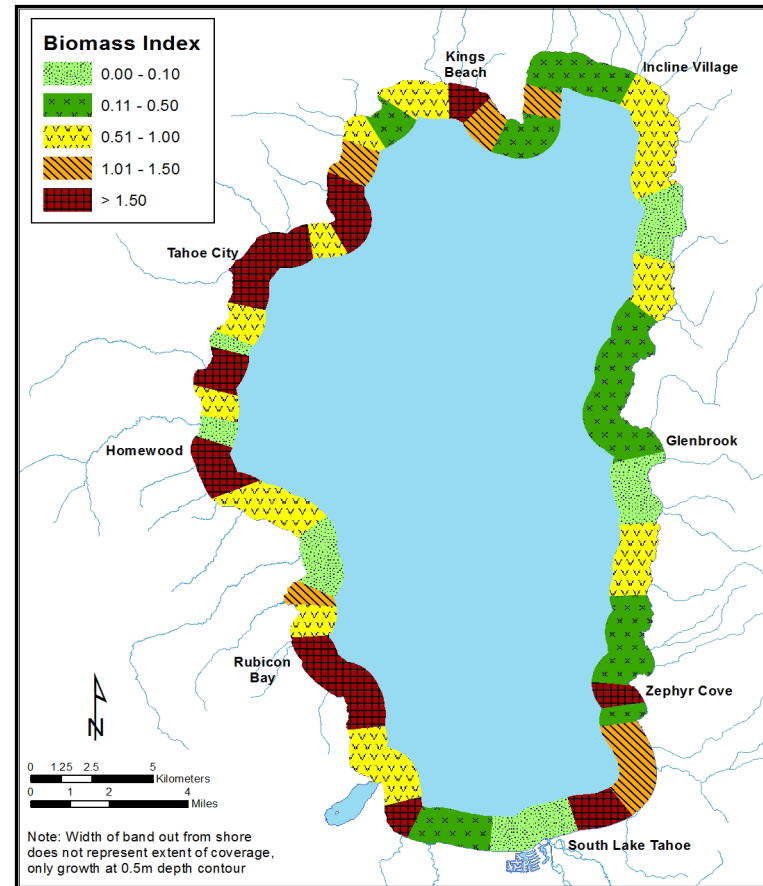 Biomass Index
0.00 - 0.10
0.11 - 0.50
0.51 - 1.00
1.01 - 1.50
> 1.50
Kings
Beach
Incline Village
Tahoe City
Glenbrook
Homewood
Rubicon
Bay
Zephyr Cove
N
0 1.25 2.5 5
Kilometers
0 1 2 4
Miles
South Lake Tahoe
Note: Width of band out from shore
does not represent extent of coverage,
only growth at 0.5m depth contour